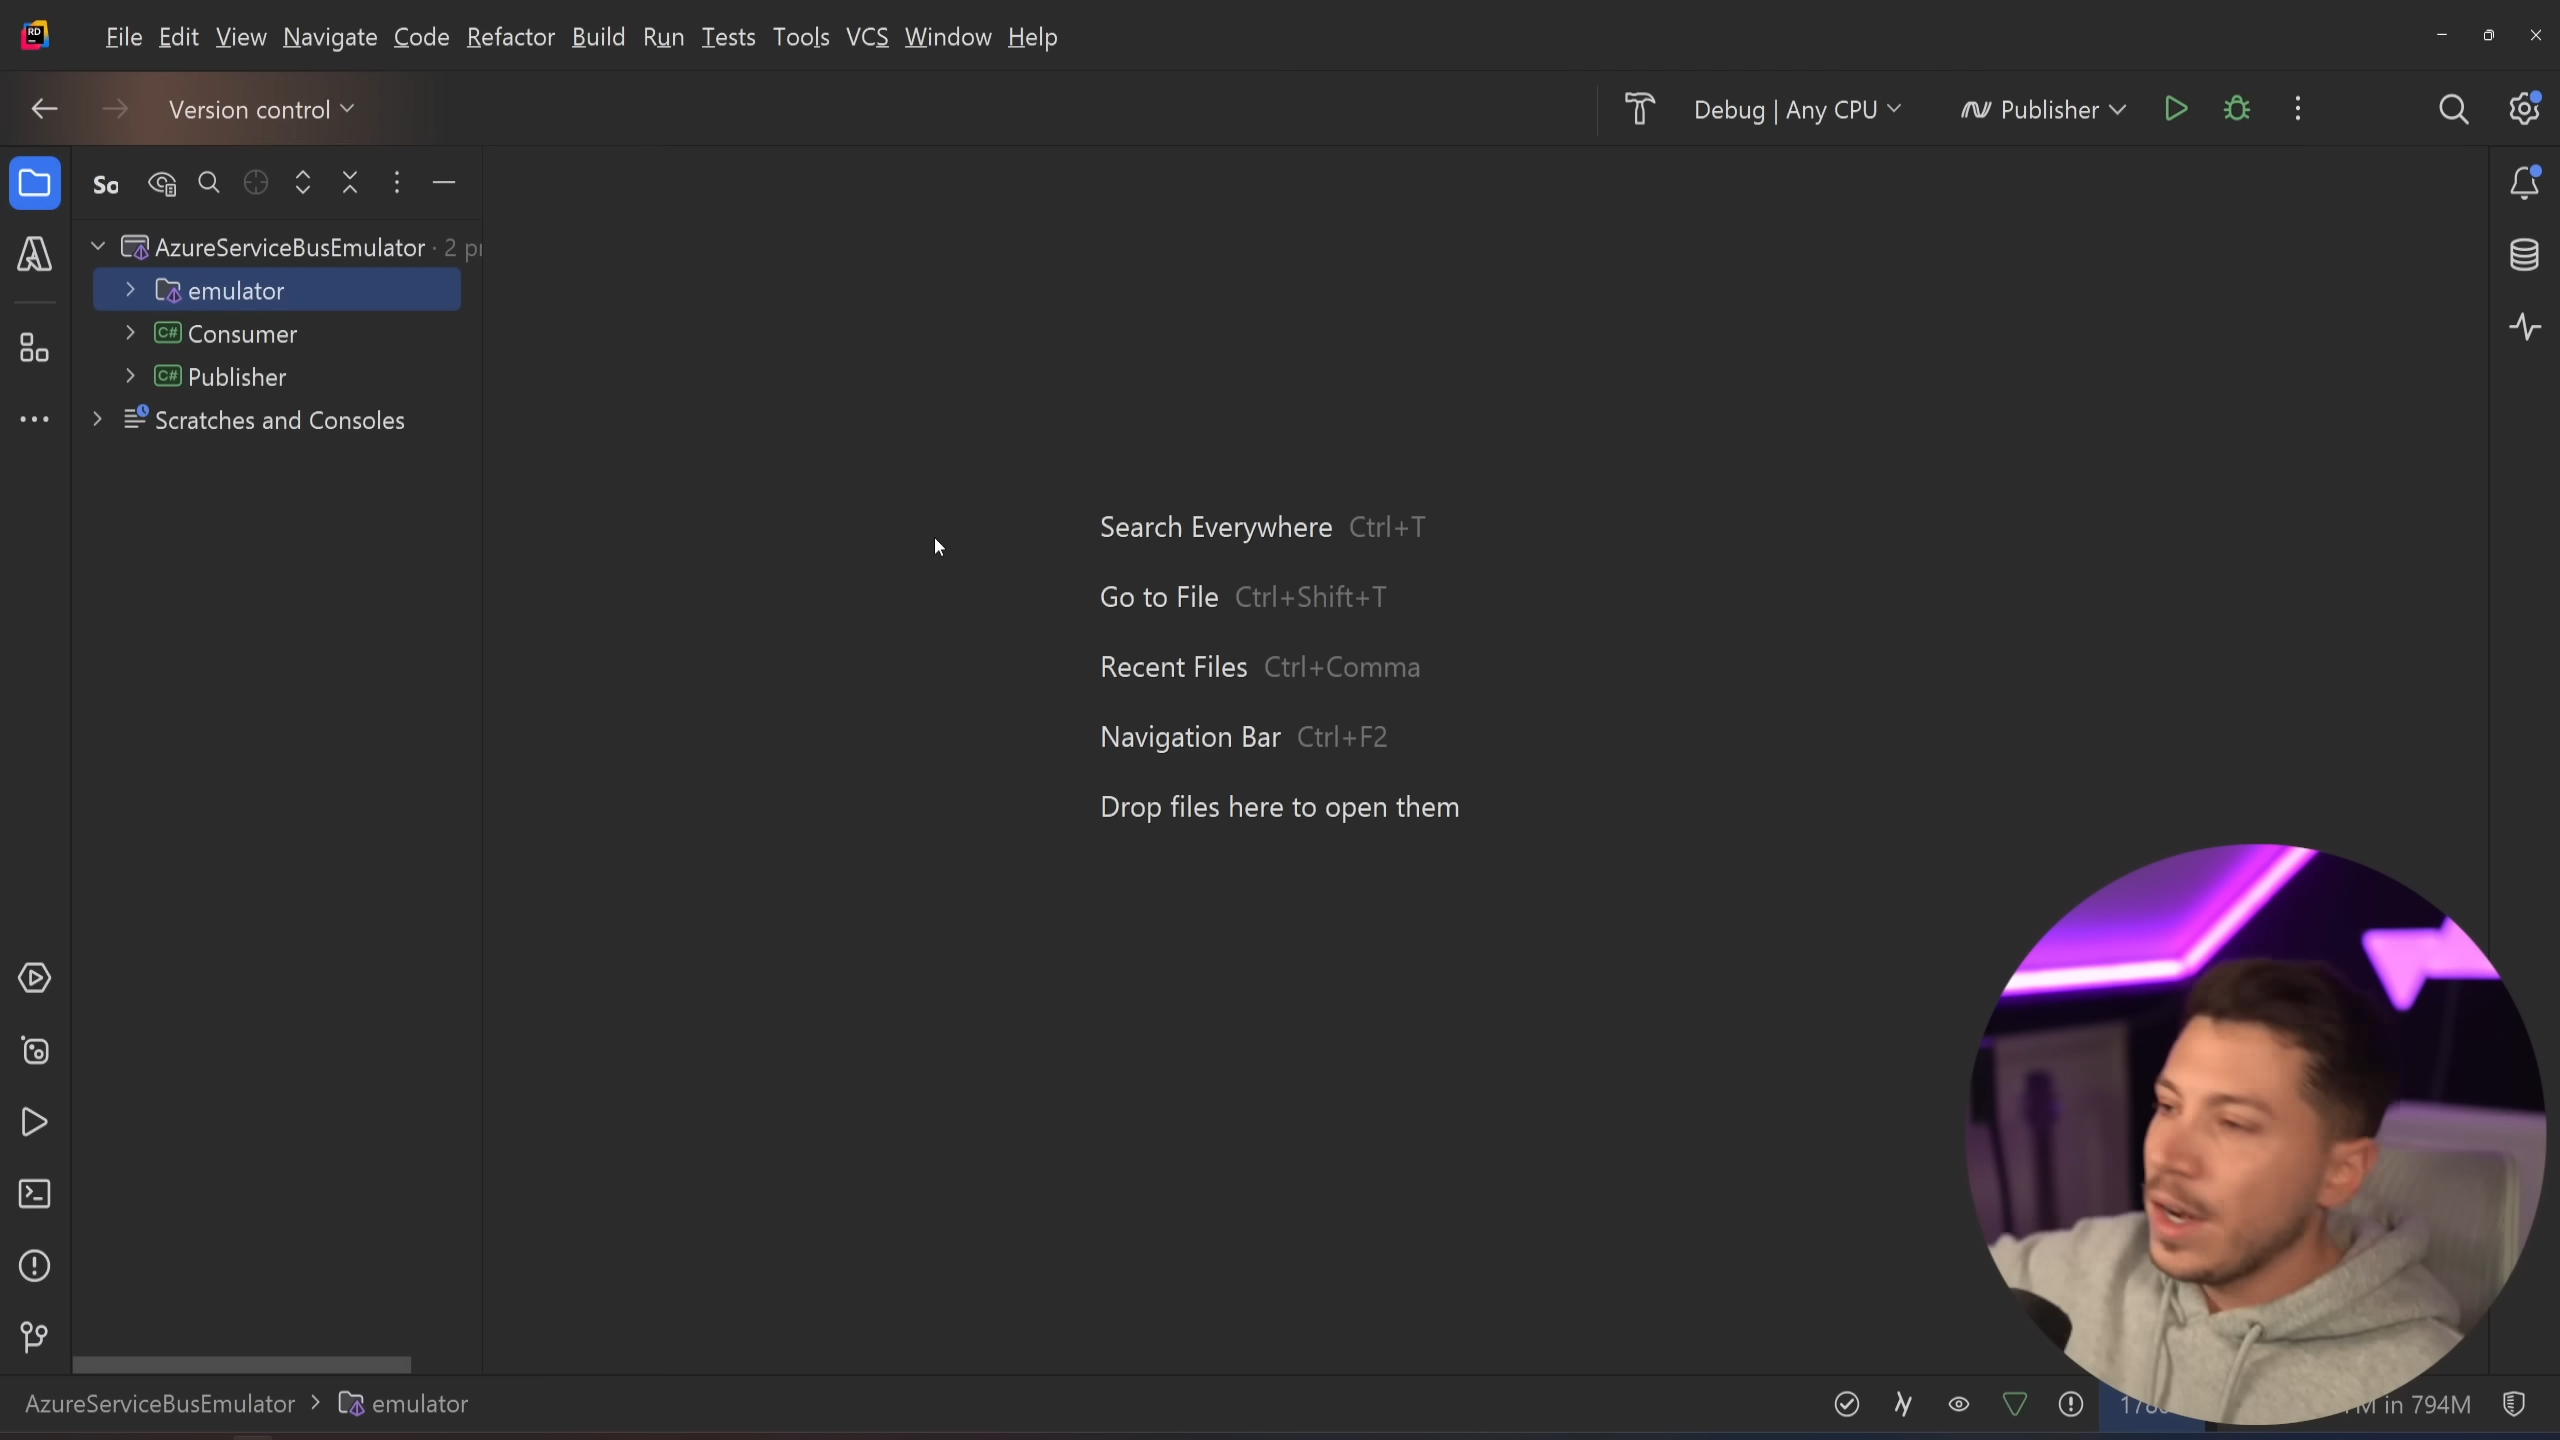 RD
File Edit View Navigate Code Refactor Build Run Tests Tools VCS Window Help
Version control
Debug | Any CPU
Publisher
So
AzureServiceBusEmulator · 2
emulator
C# Consumer
C# Publisher
Scratches and Consoles
Search Everywhere Ctrl+T
Go to File Ctrl+Shift+T
Recent Files Ctrl+Comma
Navigation Bar Ctrl+F2
Drop files here to open them
AzureServiceBusEmulator > emulator
in 794M